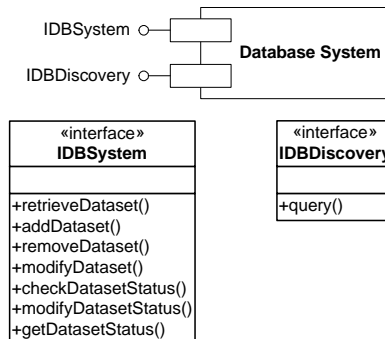 IDBSystem
Database System
IDBDiscovery
«interface»
IDBSystem
+retrieveDataset()
+addDataset()
+removeDataset()
+modifyDataset()
+checkDatasetStatus()
+modifyDatasetStatus()
+getDatasetStatus()
«interface»
IDBDiscovery
+query()